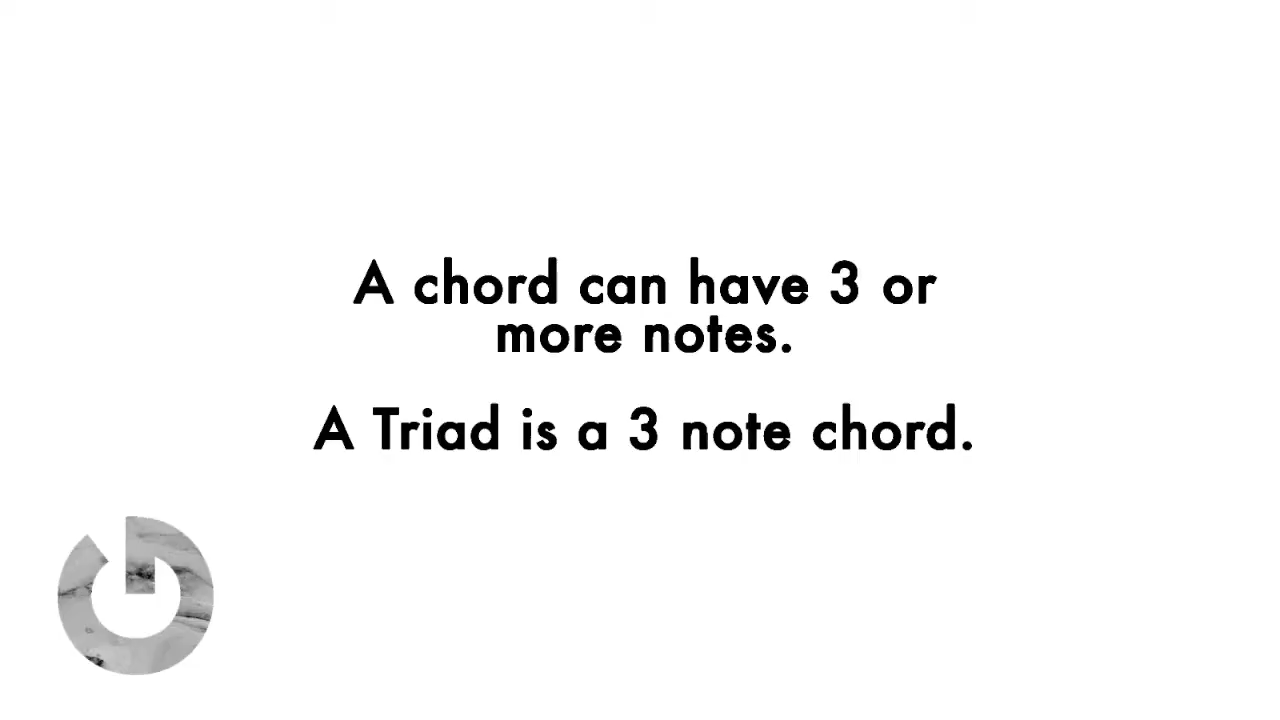 A chord can have 3 or
more notes.
A Triad is a 3 note chord.